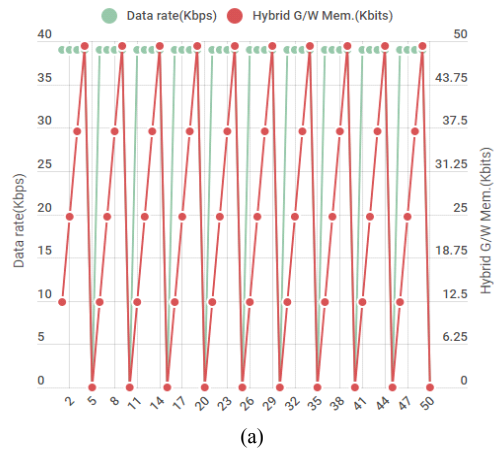 Data rate(Kbps) Hybrid G/W Mem.(Kbits)
40 50
35 43.75
30 37.5
25 31.25
20 25
15 18.75
10 12.5
5 6.25
0 0
Data rate(Kbps)
Hybrid G/W Mem.(Kbits)
2 5 8 11 14 17 20 23 26 29 32 35 38 41 44 47 50
(a)